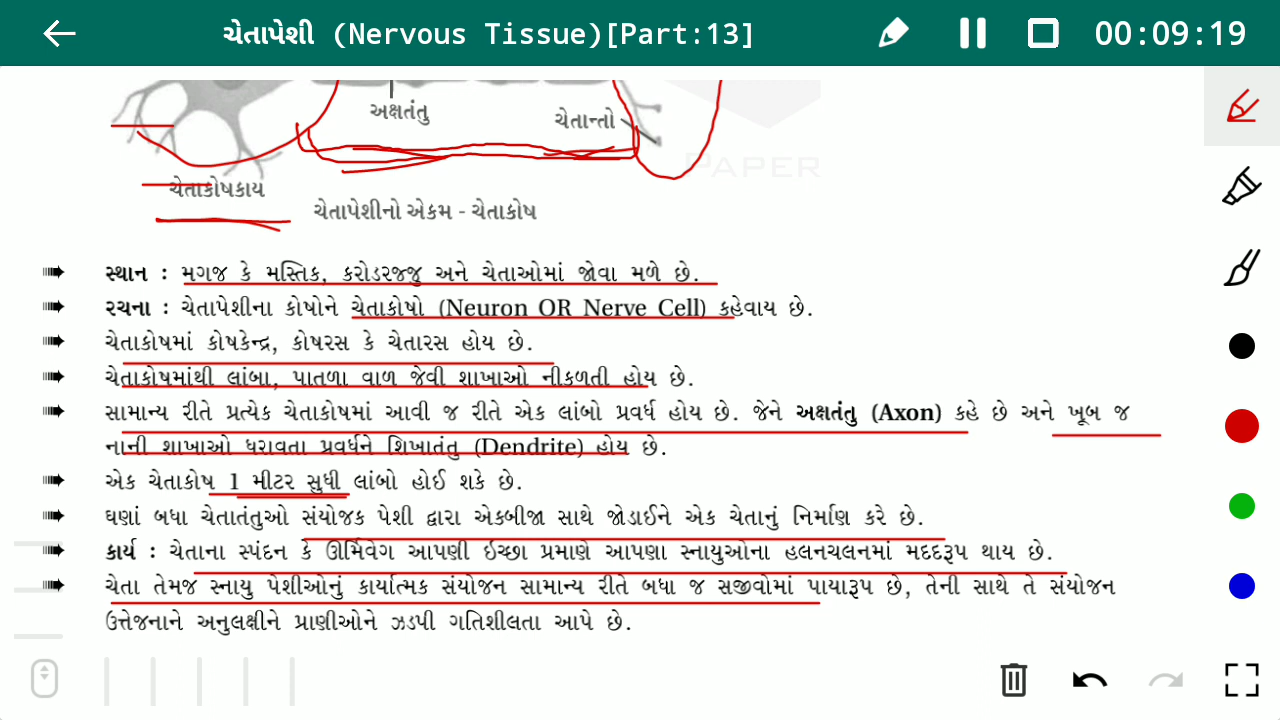 ચેતાપેશી (Nervous Tissue)[Part:13]
00:09:19
અક્ષતંતુ
ચેતાન્તો
PAPER
ચેતાકોષકાય
ચેતાપેશીનો એકમ - ચેતાકોષ
સ્થાન : મગજ કે મસ્તિક, કરોડરજ્જુ અને ચેતાઓમાં જોવા મળે છે.
રચના : ચેતાપેશીના કોષોને ચેતાકોષો (Neuron OR Nerve Cell) કહેવાય છે.
ચેતાકોષમાં કોષકેન્દ્ર, કોષરસ કે ચેતારસ હોય છે.
ચેતાકોષમાંથી લાંબા, પાતળા વાળ જેવી શાખાઓ નીકળતી હોય છે.
સામાન્ય રીતે પ્રત્યેક ચેતાકોષમાં આવી જ રીતે એક લાંબો પ્રવર્ધ હોય છે. જેને અક્ષતંતુ (Axon) કહે છે અને ખૂબ જ
નાની શાખાઓ ધરાવતા પ્રવર્ધને શિખાતંતુ (Dendrite) હોય છે.
એક ચેતાકોષ 1 મીટર સુધી લાંબો હોઈ શકે છે.
ઘણાં બધા ચેતાતંતુઓ સંયોજક પેશી દ્વારા એકબીજા સાથે જોડાઈને એક ચેતાનું નિર્માણ કરે છે.
કાર્ય : ચેતાના સ્પંદન કે ઊર્મિવેગ આપણી ઇચ્છા પ્રમાણે આપણા સ્નાયુઓના હલનચલનમાં મદદરૂપ થાય છે.
ચેતા તેમજ સ્નાયુ પેશીઓનું કાર્યાત્મક સંયોજન સામાન્ય રીતે બધા જ સજીવોમાં પાયારૂપ છે, તેની સાથે તે સંયોજન
ઉત્તેજનાને અનુલક્ષીને પ્રાણીઓને ઝડપી ગતિશીલતા આપે છે.